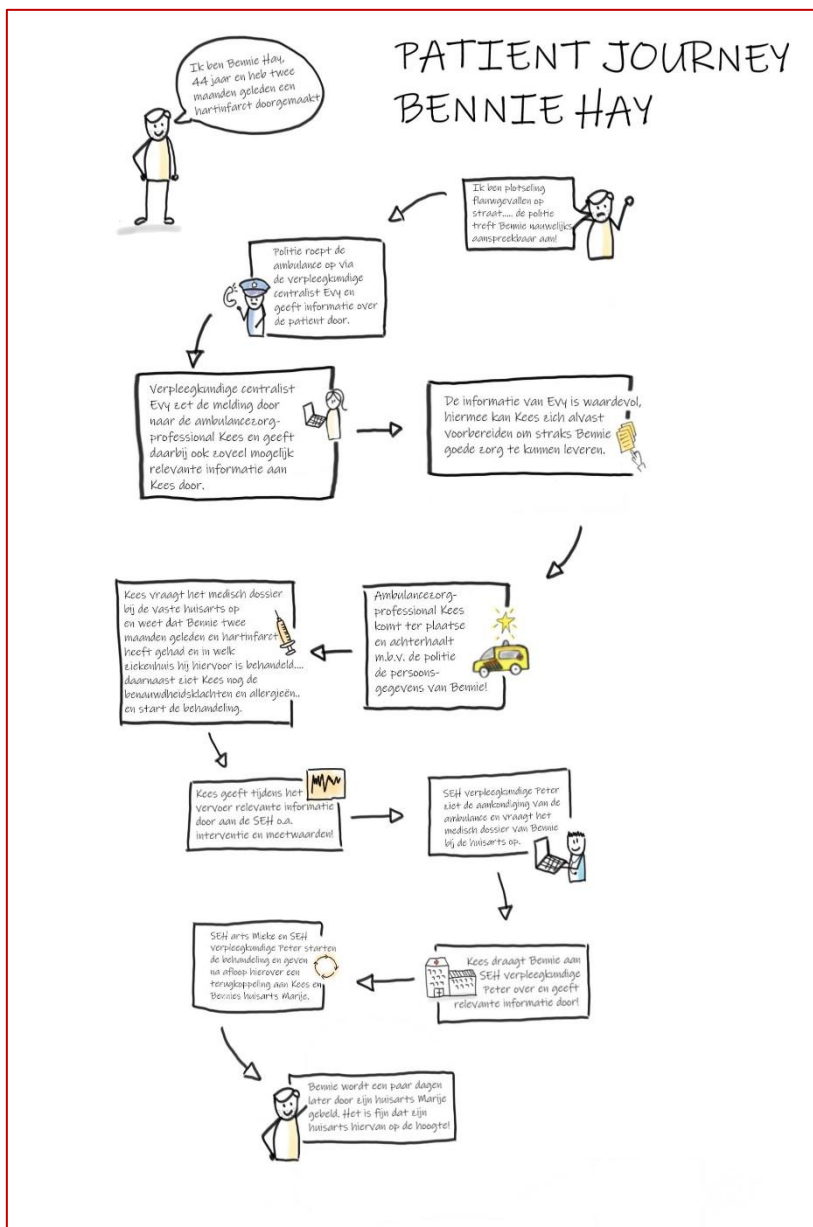 PATIENT JOURNEY
BENNIE HAY
Ik ben Bennie Hay,
44 jaar en heb twee
maanden geleden een
hartinfarct doorgemaakt
Ik ben plotseling
flauwgevallen op
straat..... de politie
treft Bennie nauwelijks
aanspreekbaar aan!
Politie roept de
ambulance op via
de verpleegkundige
centralist Evy en
geeft informatie over
de patient door.
Verpleegkundige centralist
Evy zet de melding door
naar de ambulancezorg-
professional Kees en geeft
daarbij ook zoveel mogelijk
relevante informatie aan
Kees door.
De informatie van Evy is waardevol,
hiermee kan Kees zich alvast
voorbereiden om straks Bennie
goede zorg te kunnen leveren.
Ambulancezorg-
professional Kees
komt ter plaatse
en achterhaalt
m.b.v. de politie
de persoons-
gegevens van Bennie!
Kees vraagt het medisch dossier
bij de vaste huisarts op
en weet dat Bennie twee
maanden geleden en hartinfarct
heeft gehad en in welk
ziekenhuis hij hiervoor is behandeld....
daarnaast ziet Kees nog de
benauwdheidsklachten en allergieën..
en start de behandeling.
Kees geeft tijdens het
vervoer relevante informatie
door aan de SEH o.a.
interventie en meetwaarden!
SEH verpleegkundige Peter
ziet de aankondiging van de
ambulance en vraagt het
medisch dossier van Bennie
bij de huisarts op.
Kees draagt Bennie aan
SEH verpleegkundige
Peter over en geeft
relevante informatie door!
SEH arts Mieke en SEH
verpleegkundige Peter starten
de behandeling en geven
na afloop hierover een
terugkoppeling aan Kees en
Bennies huisarts Marije.
Bennie wordt een paar dagen
later door zijn huisarts Marije
gebeld. Het is fijn dat zijn
huisarts hiervan op de hoogte!